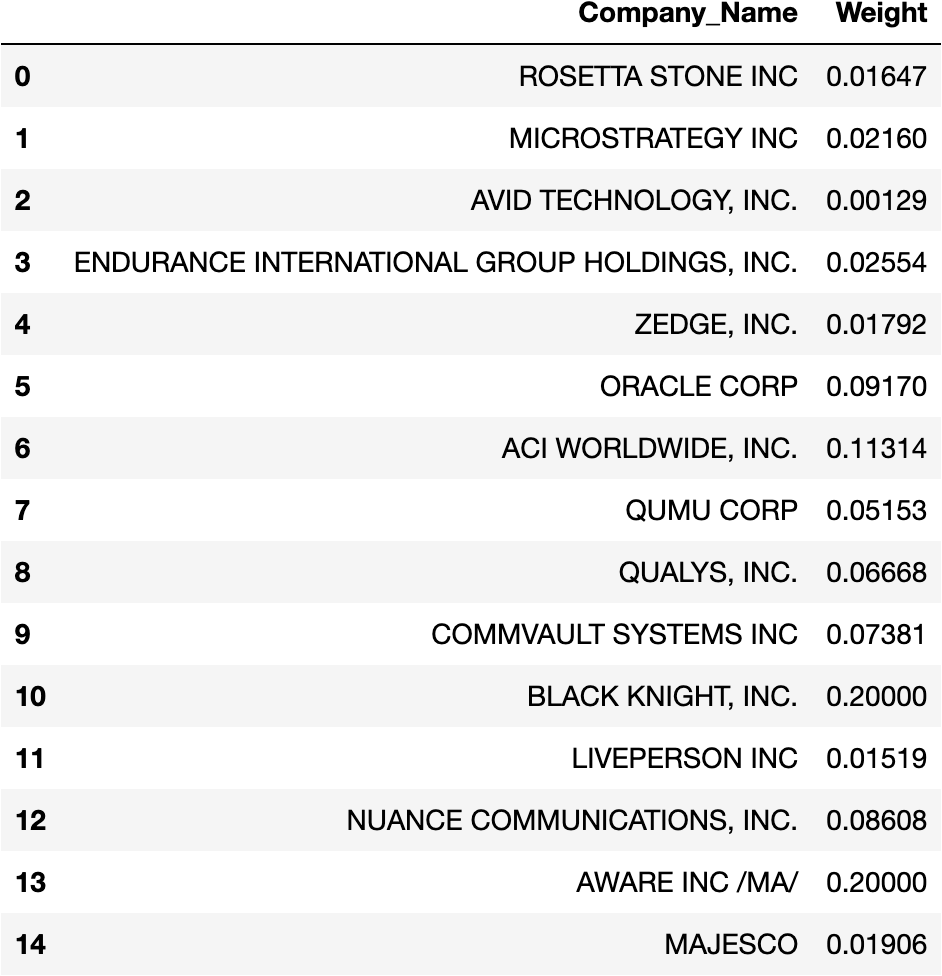 Company_Name Weight
0 ROSETTA STONE INC 0.01647
1 MICROSTRATEGY INC 0.02160
2 AVID TECHNOLOGY, INC. 0.00129
3 ENDURANCE INTERNATIONAL GROUP HOLDINGS, INC. 0.02554
4 ZEDGE, INC. 0.01792
5 ORACLE CORP 0.09170
6 ACI WORLDWIDE, INC. 0.11314
7 QUMU CORP 0.05153
8 QUALYS, INC. 0.06668
9 COMMVAULT SYSTEMS INC 0.07381
10 BLACK KNIGHT, INC. 0.20000
11 LIVEPERSON INC 0.01519
12 NUANCE COMMUNICATIONS, INC. 0.08608
13 AWARE INC /MA/ 0.20000
14 MAJESCO 0.01906